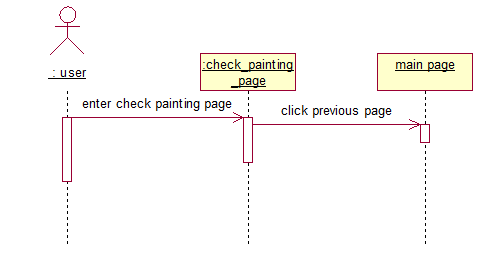 : user
:check_painting
_page
main page
enter check painting page
click previous page